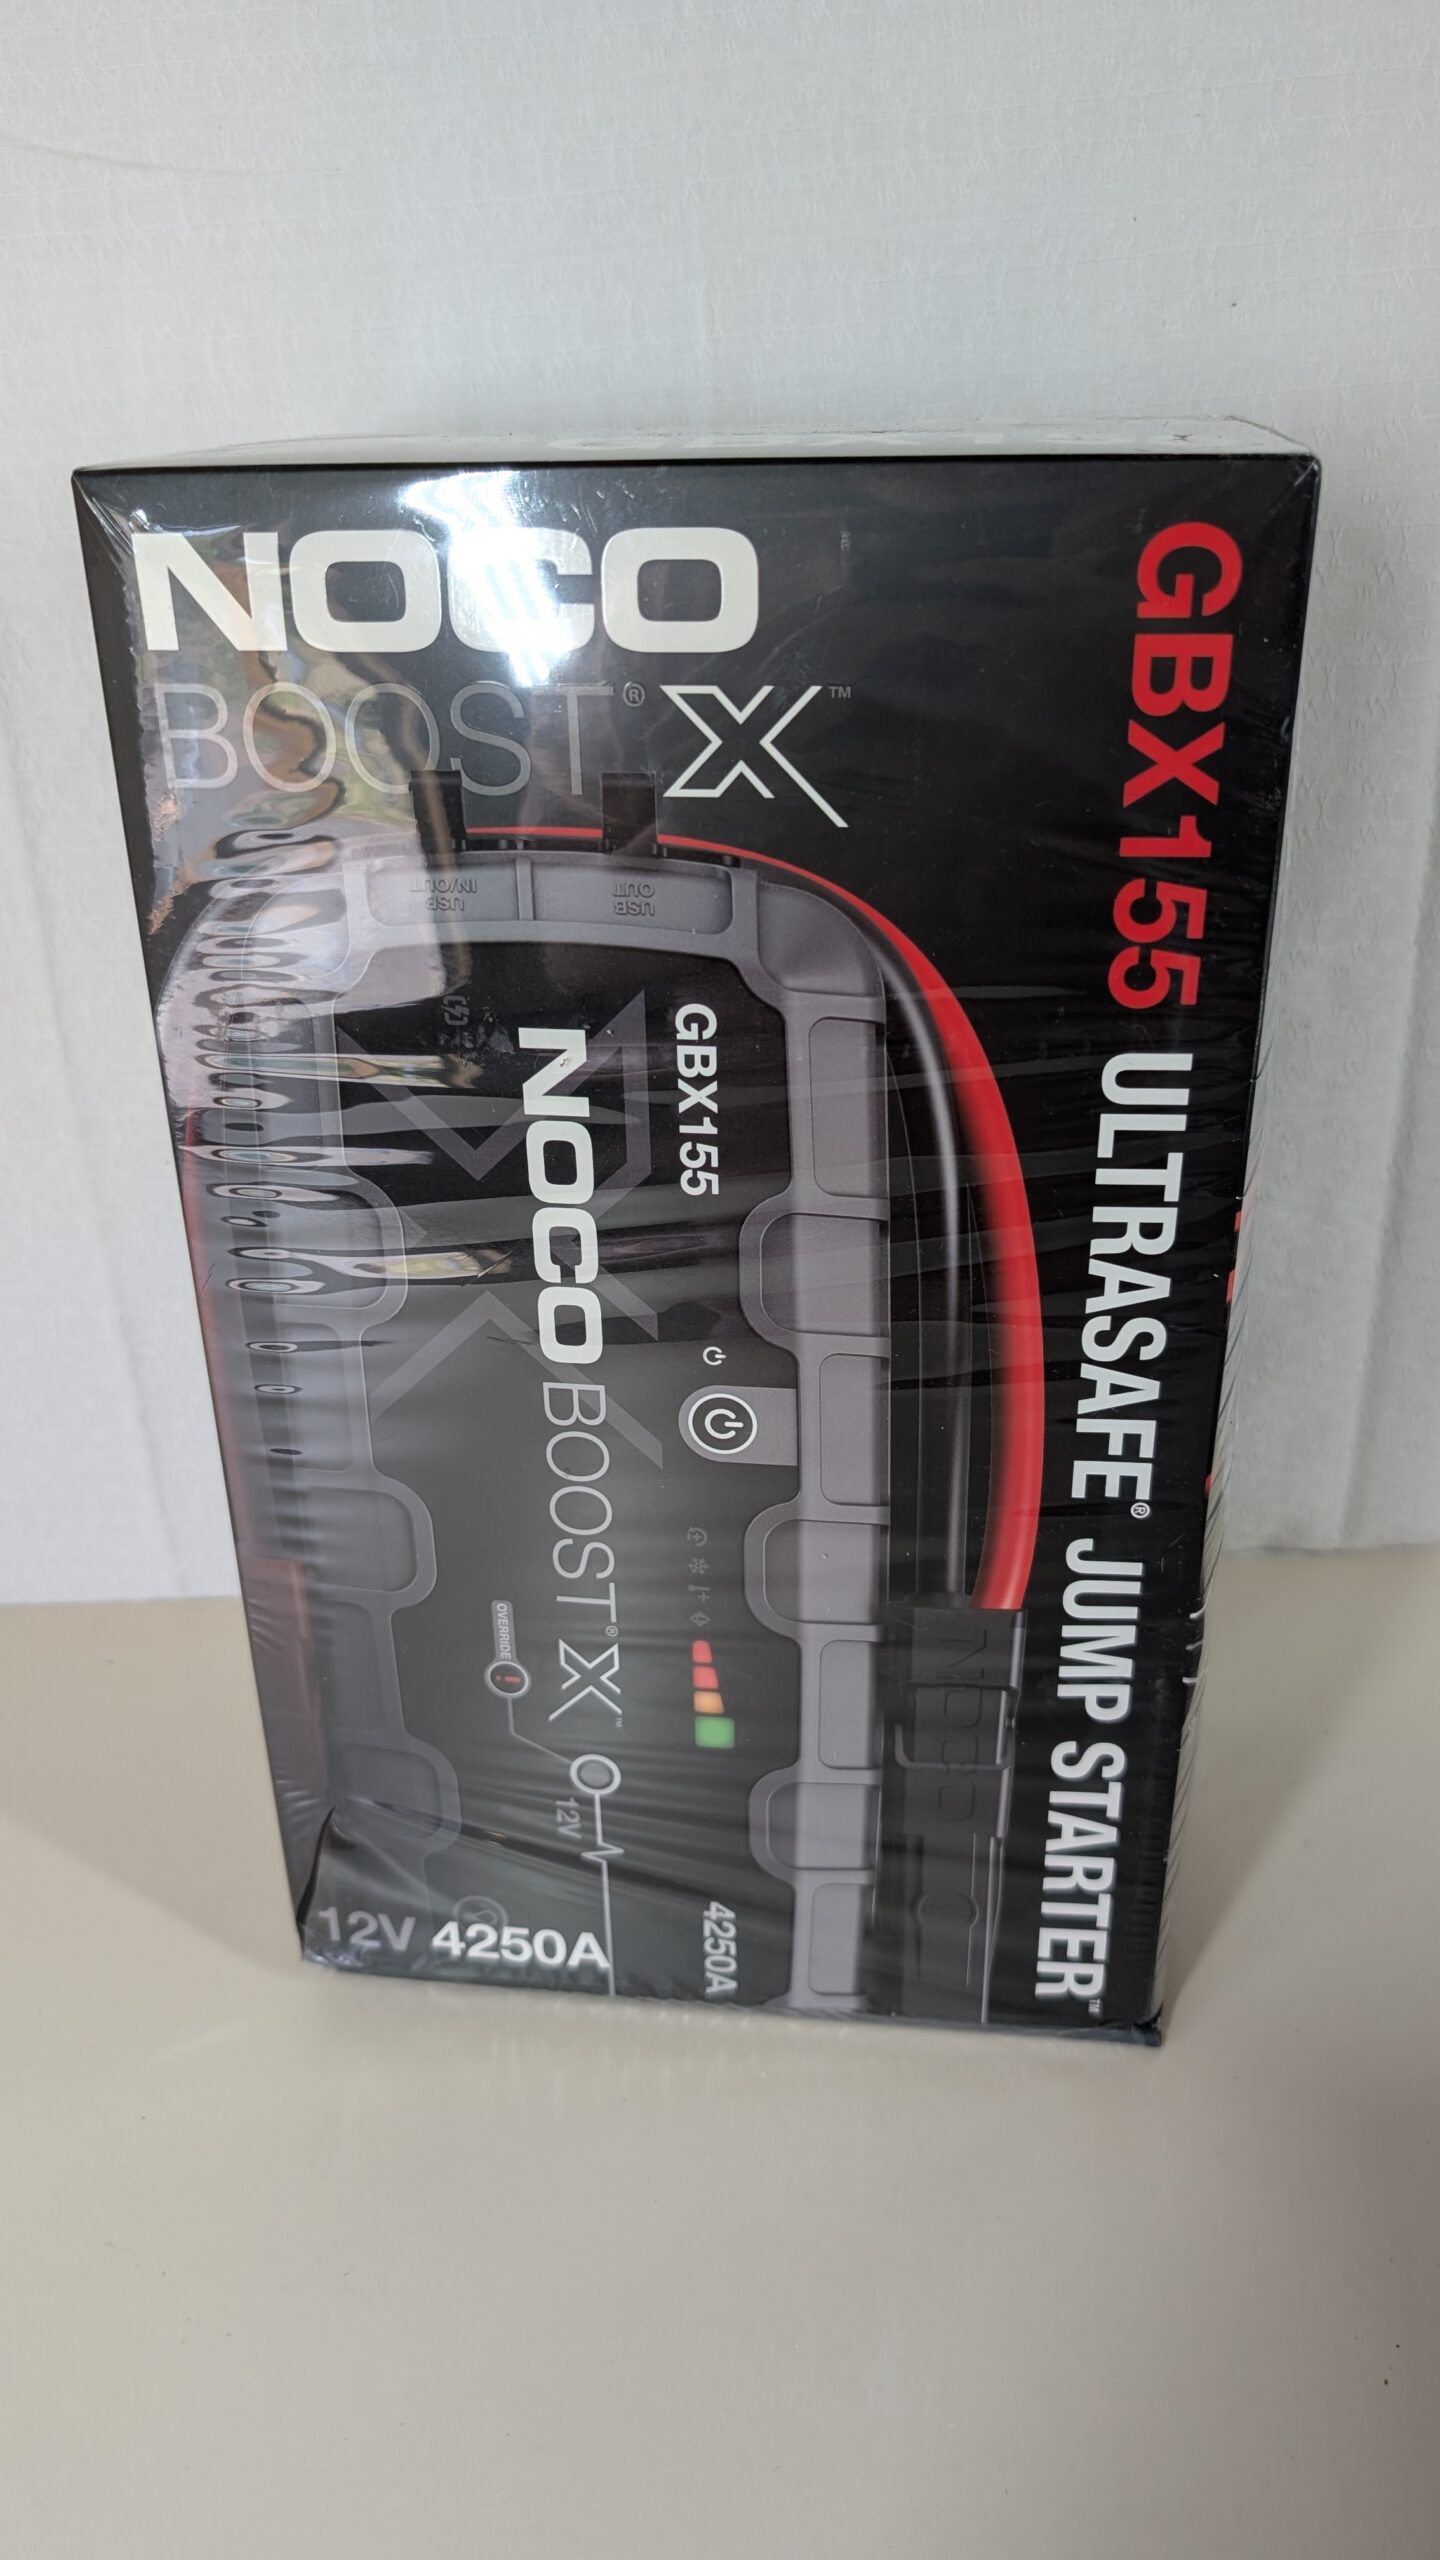 NOCO
BOOST® X™
GBX155 ULTRASAFE® JUMP STARTER™
USB IN/OUT
USB OUT
GBX155
NOCO BOOST® X™
OVERRIDE
12V
4250A
NOCO
12V 4250A